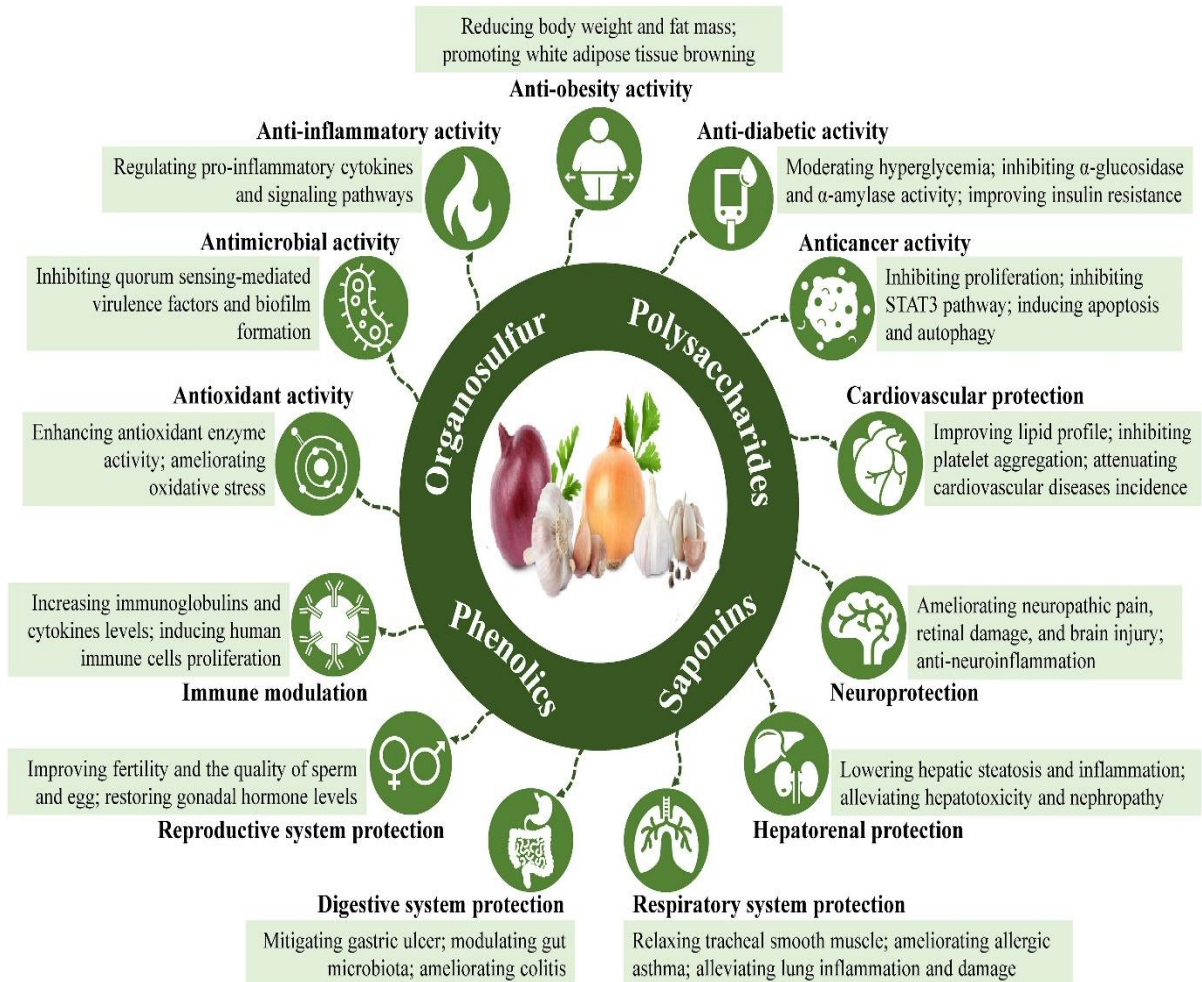 Reducing body weight and fat mass;
promoting white adipose tissue browning
Anti-obesity activity
Anti-inflammatory activity
Regulating pro-inflammatory cytokines
and signaling pathways
Anti-diabetic activity
Moderating hyperglycemia; inhibiting α-glucosidase
and α-amylase activity; improving insulin resistance
Antimicrobial activity
Inhibiting quorum sensing-mediated
virulence factors and biofilm
formation
Anticancer activity
Inhibiting proliferation; inhibiting
STAT3 pathway; inducing apoptosis
and autophagy
Organosulfur
Polysaccharides
Antioxidant activity
Enhancing antioxidant enzyme
activity; ameliorating
oxidative stress
Cardiovascular protection
Improving lipid profile; inhibiting
platelet aggregation; attenuating
cardiovascular diseases incidence
Phenolics
Saponins
Increasing immunoglobulins and
cytokines levels; inducing human
immune cells proliferation
Immune modulation
Ameliorating neuropathic pain,
retinal damage, and brain injury;
anti-neuroinflammation
Neuroprotection
Improving fertility and the quality of sperm
and egg; restoring gonadal hormone levels
Reproductive system protection
Lowering hepatic steatosis and inflammation;
alleviating hepatotoxicity and nephropathy
Hepatorenal protection
Digestive system protection
Mitigating gastric ulcer; modulating gut
microbiota; ameliorating colitis
Respiratory system protection
Relaxing tracheal smooth muscle; ameliorating allergic
asthma; alleviating lung inflammation and damage